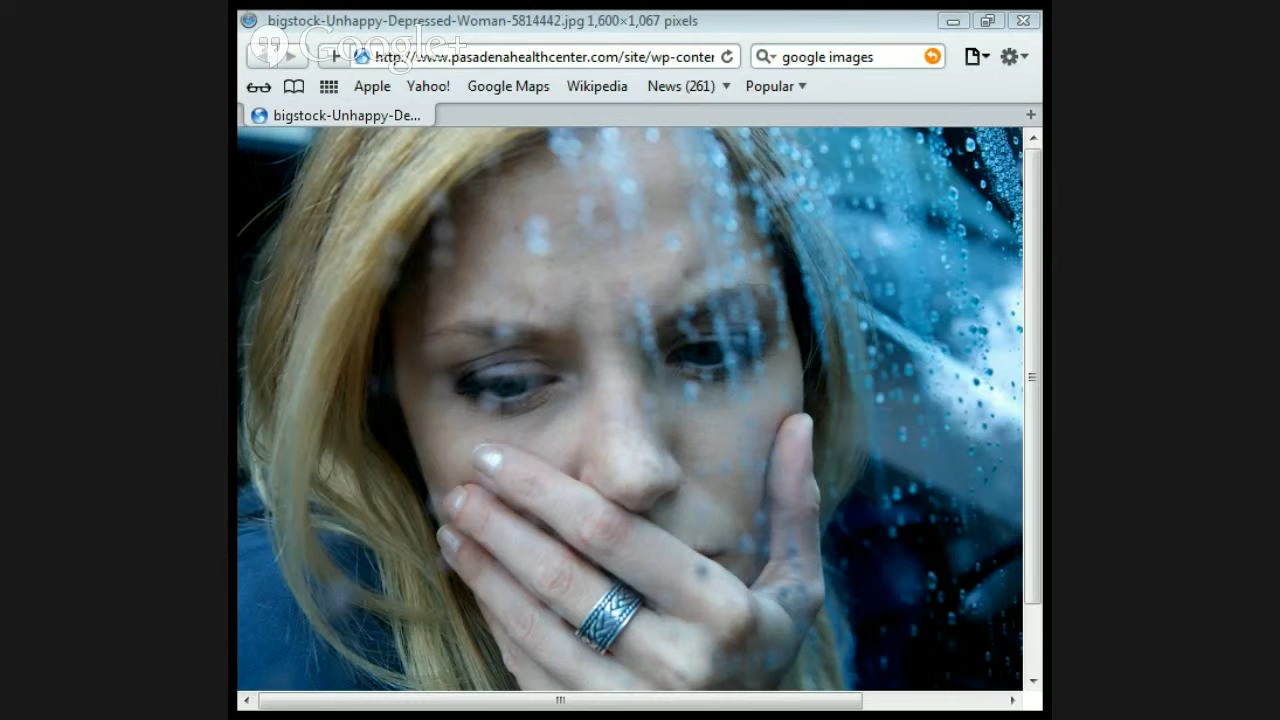 bigstock-Unhappy-Depressed-Woman-5814442.jpg 1,600×1,067 pixels
Google+
http://www.pasadenahealthcenter.com/site/wp-conter
google images
Apple Yahoo! Google Maps Wikipedia News (261) ▼ Popular ▼
bigstock-Unhappy-De...